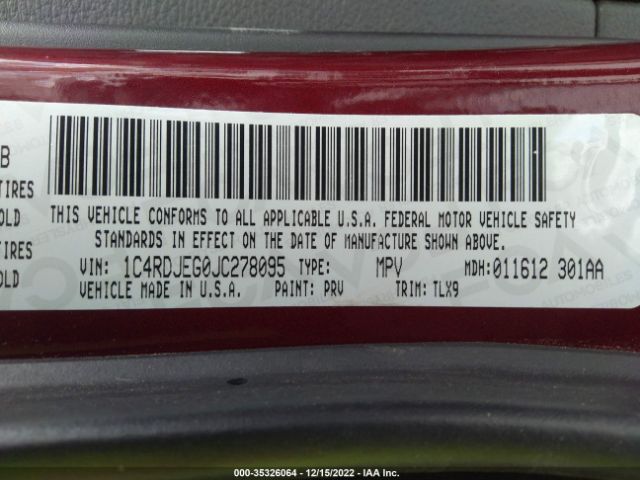 B
TIRES
OLD
TIRES
OLD
THIS VEHICLE CONFORMS TO ALL APPLICABLE U.S.A. FEDERAL MOTOR VEHICLE SAFETY
STANDARDS IN EFFECT ON THE DATE OF MANUFACTURE SHOWN ABOVE.
VIN: 1C4RDJEG0JC278095 TYPE: MPV MDH:011612 301AA
VEHICLE MADE IN U.S.A. PAINT: PRV TRIM: TLX9
000-35326064 - 12/15/2022 - IAA Inc.